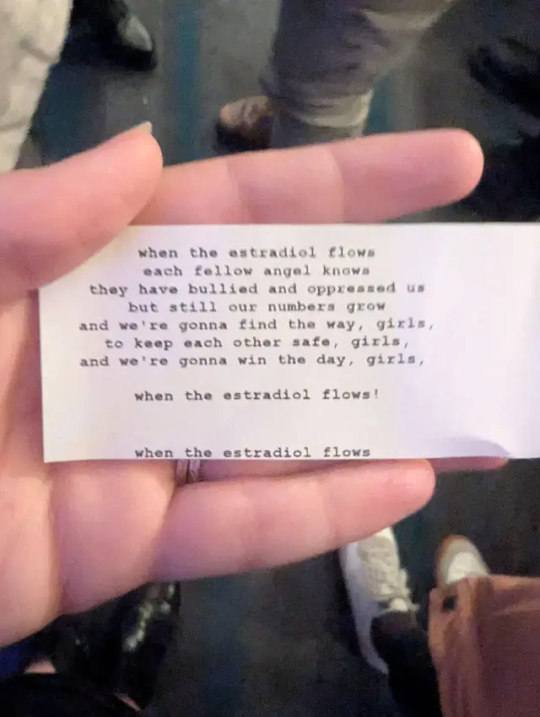 when the estradiol flows
each fellow angel knows
they have bullied and oppressed us
but still our numbers grow
and we're gonna find the way, girls,
to keep each other safe, girls,
and we're gonna win the day, girls,
when the estradiol flows!
when the estradiol flows